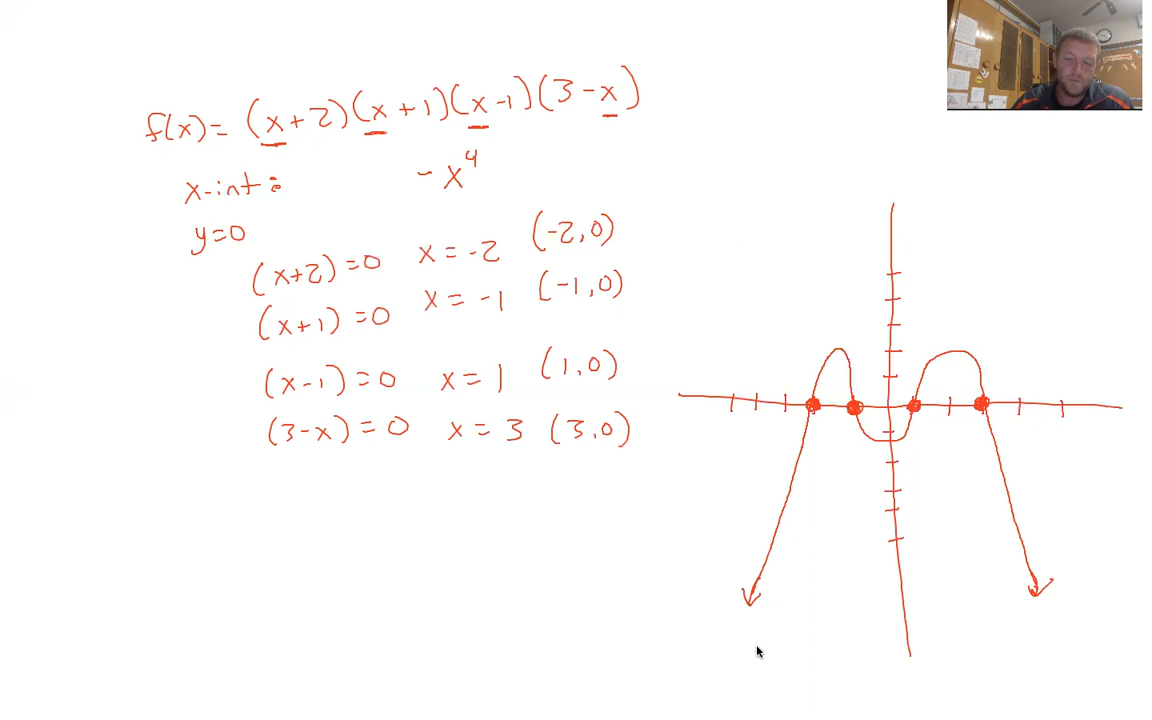 f(x) = (x+2)(x+1)(x-1)(3-x)
x-int:
-x⁴
y=0
(x+2)=0 x=-2 (-2,0)
(x+1)=0 x=-1 (-1,0)
(x-1)=0 x=1 (1,0)
(3-x)=0 x=3 (3,0)